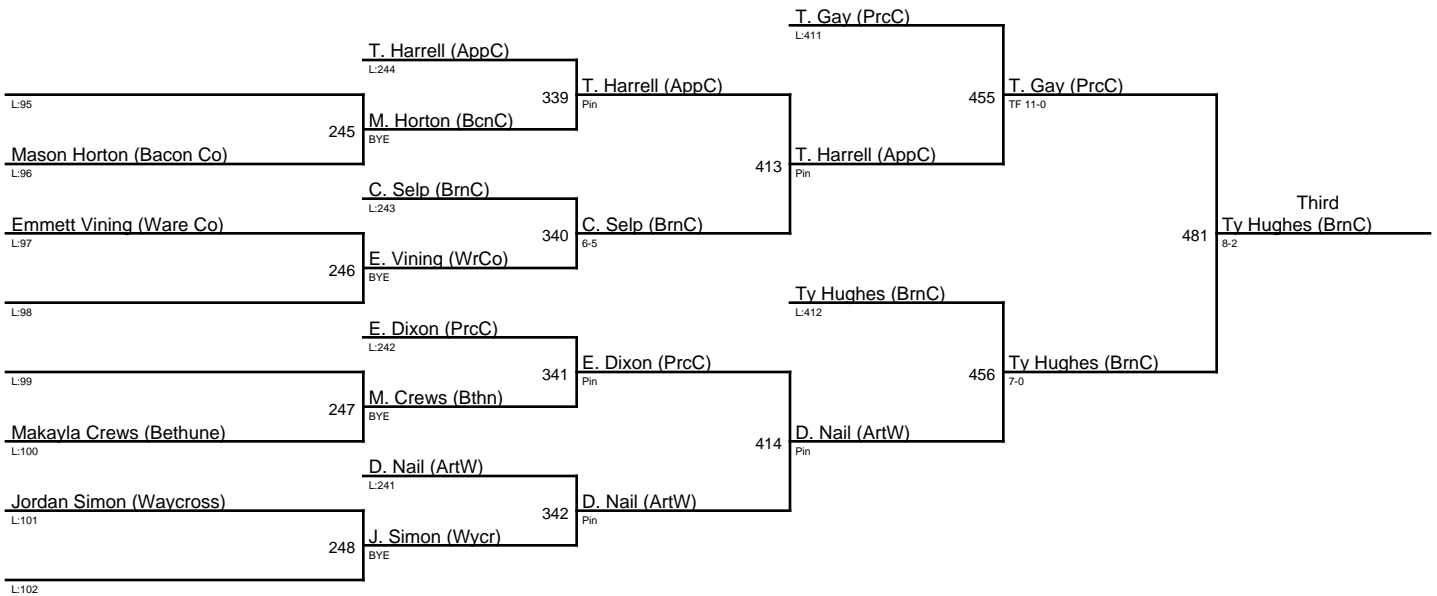 T. Gay (PrcC)
L:411
T. Harrell (AppC)
L:244
T. Harrell (AppC)
Pin
T. Gay (PrcC)
TF 11-0
339
455
L:95
M. Horton (BcnC)
BYE
245
Mason Horton (Bacon Co)
L:96
T. Harrell (AppC)
Pin
413
C. Selp (BrnC)
L:243
Third
Emmett Vining (Ware Co)
L:97
C. Selp (BrnC)
6-5
Ty Hughes (BrnC)
8-2
340
481
E. Vining (WrCo)
BYE
246
L:98
Ty Hughes (BrnC)
L:412
E. Dixon (PrcC)
L:242
L:99
E. Dixon (PrcC)
Pin
Ty Hughes (BrnC)
7-0
341
456
M. Crews (Bthn)
BYE
247
Makayla Crews (Bethune)
L:100
D. Nail (ArtW)
Pin
414
D. Nail (ArtW)
L:241
Jordan Simon (Waycross)
L:101
D. Nail (ArtW)
Pin
342
J. Simon (Wycr)
BYE
248
L:102